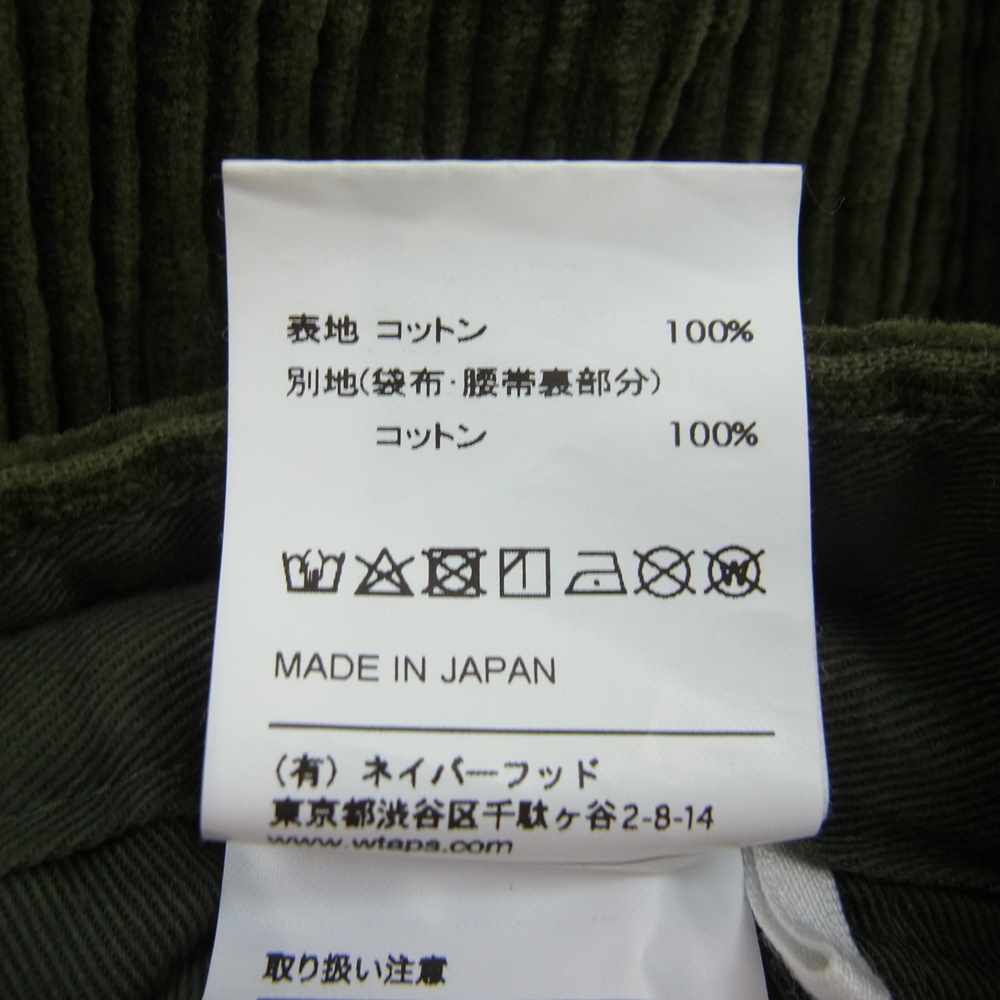 表地 コットン 100%
別地(袋布・腰帯裏部分)
コットン 100%
MADE IN JAPAN
(有) ネイバーフッド
東京都渋谷区千駄ヶ谷2-8-14
www.wtaps.com
取り扱い注意